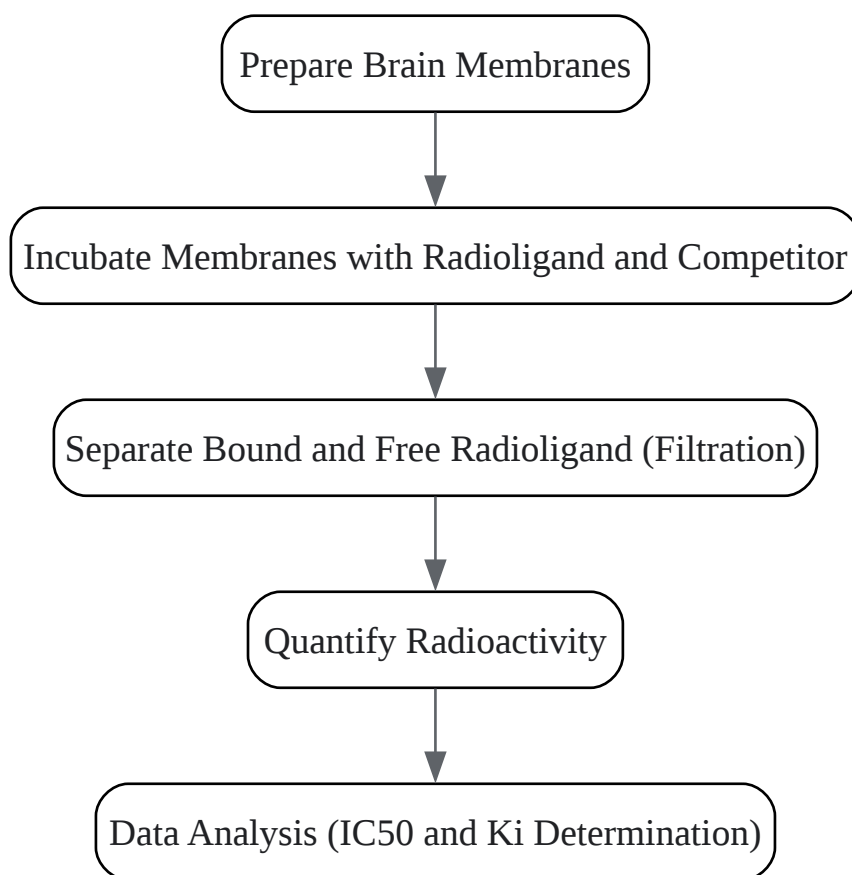 Prepare Brain Membranes
Incubate Membranes with Radioligand and Competitor
Separate Bound and Free Radioligand (Filtration)
Quantify Radioactivity
Data Analysis (IC50 and Ki Determination)